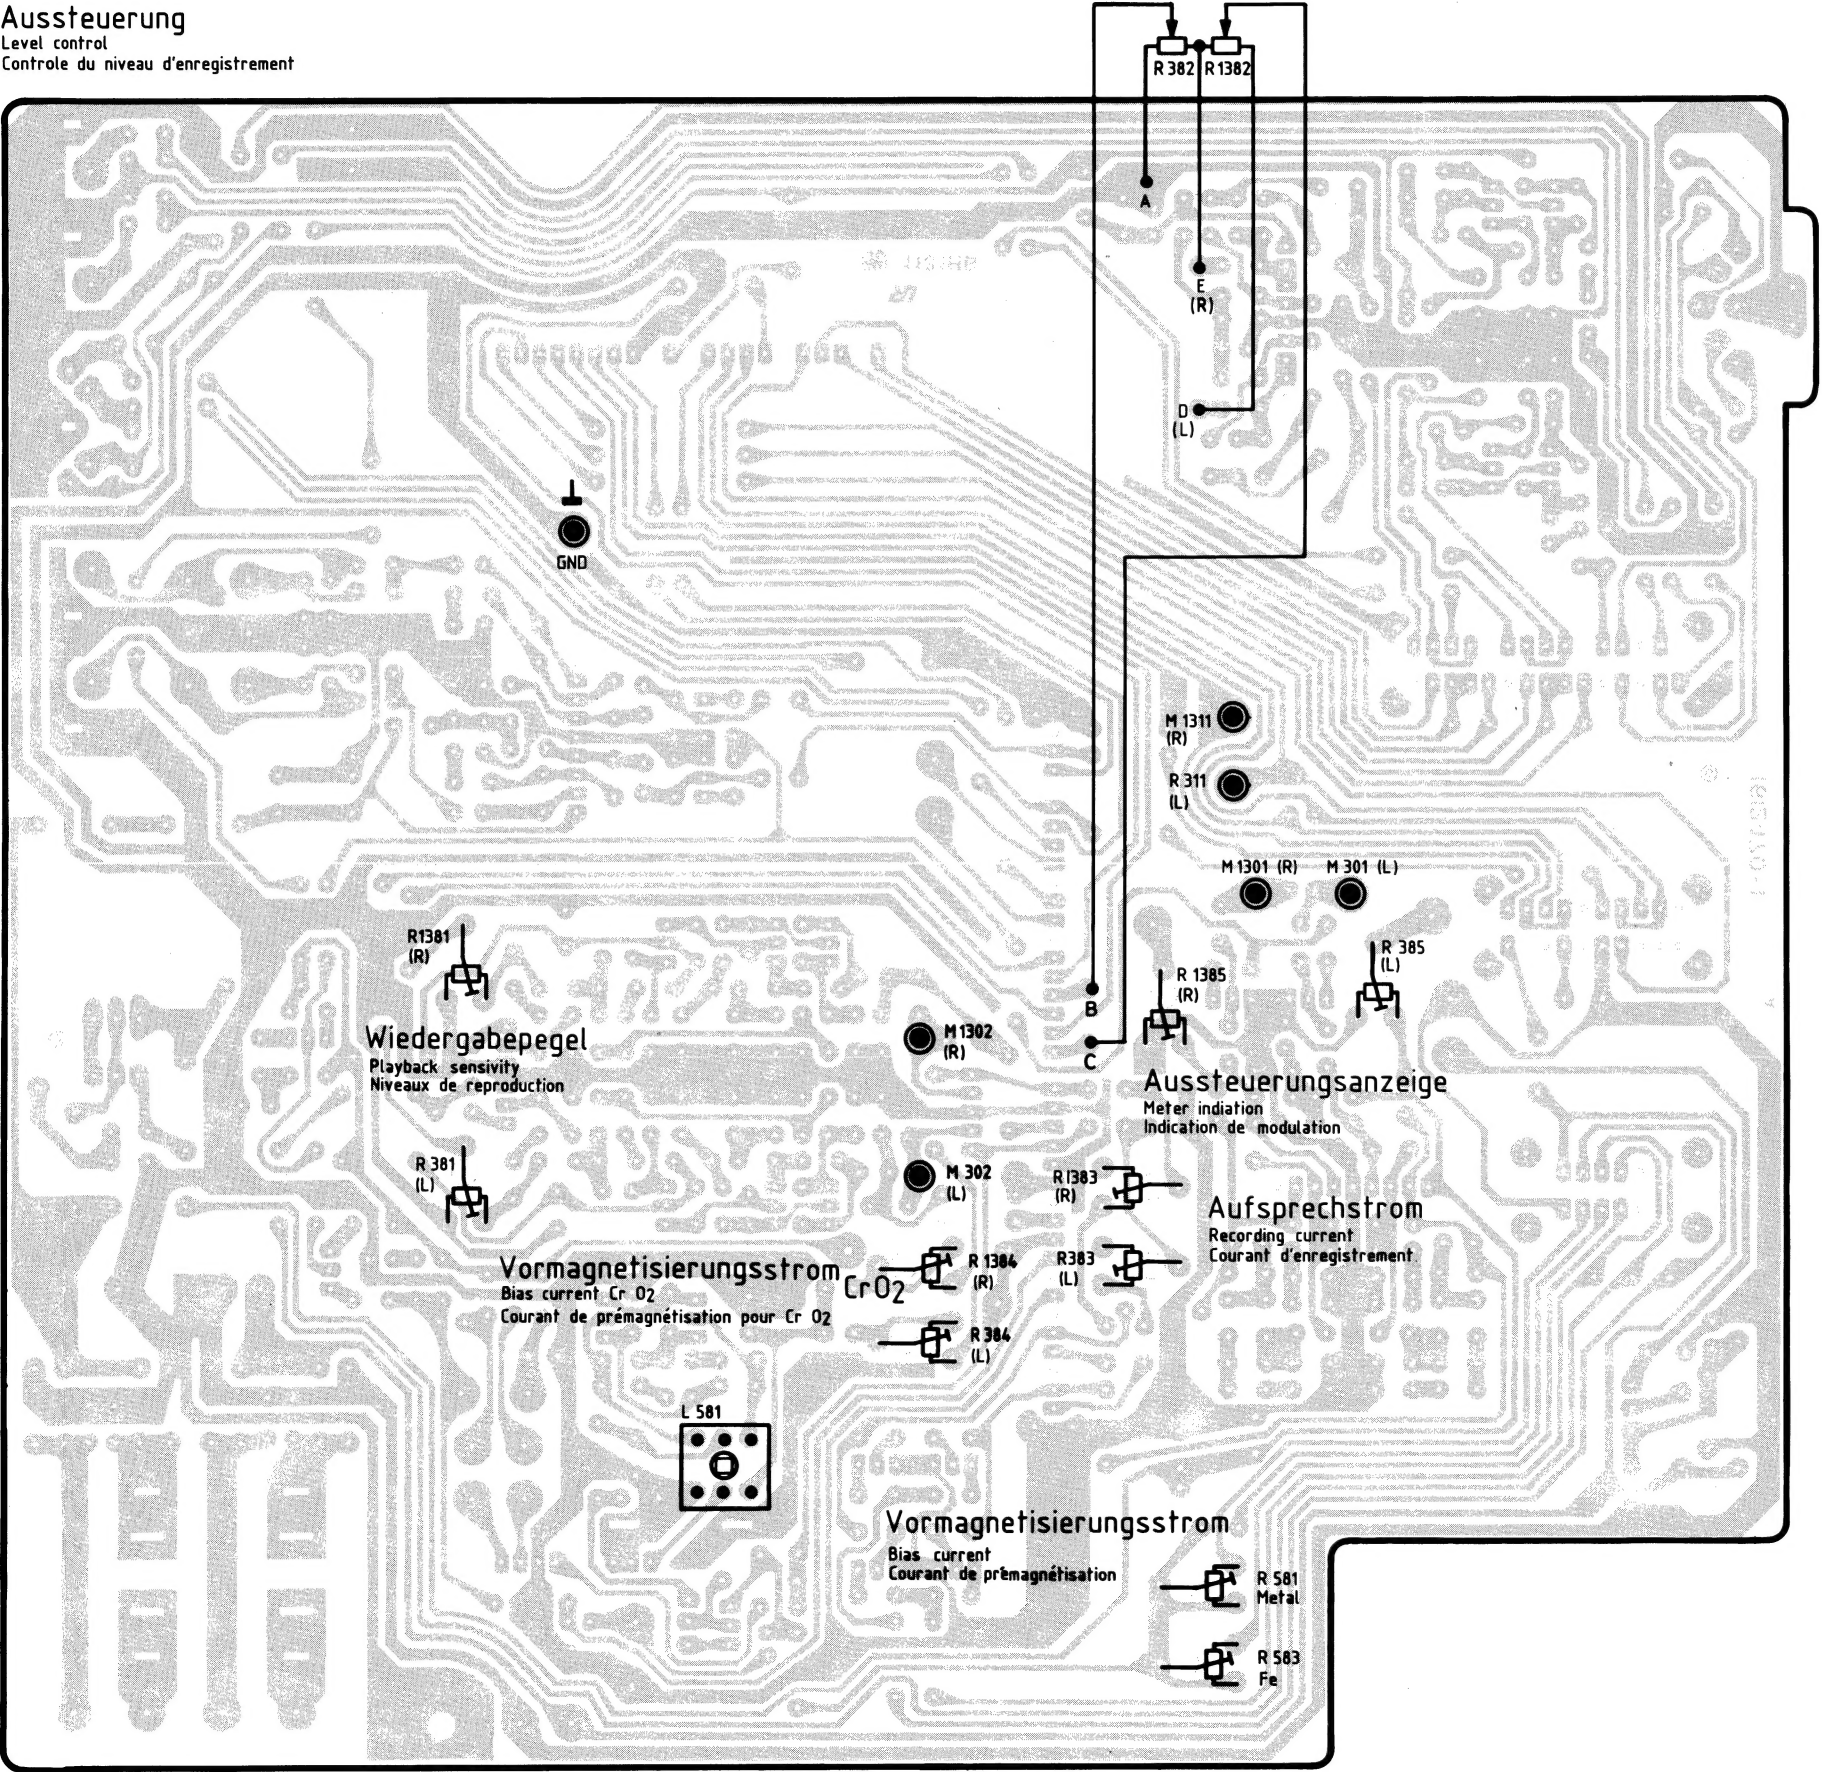 Aussteuerung
Level control
Controle du niveau d'enregistrement
R 382 R 1382
A
E
(R)
D
(L)
GND
M 1311
(R)
R 311
(L)
M 1301 (R) M 301 (L)
R1381
(R)
R 385
(L)
R 1385
(R)
B
C
Wiedergabepegel
Playback sensivity
Niveaux de reproduction
M 1302
(R)
Aussteuerungsanzeige
Meter indiation
Indication de modulation
R 381
(L)
M 302
(L)
R 1383
(R)
Aufsprechstrom
Recording current
Courant d'enregistrement.
R383
(L)
Vormagnetisierungsstrom CrO2
Bias current Cr O2
Courant de prémagnétisation pour Cr O2
R 1384
(R)
R 384
(L)
L 581
Vormagnetisierungsstrom
Bias current
Courant de prémagnétisation
R 581
Metal
R 583
Fe